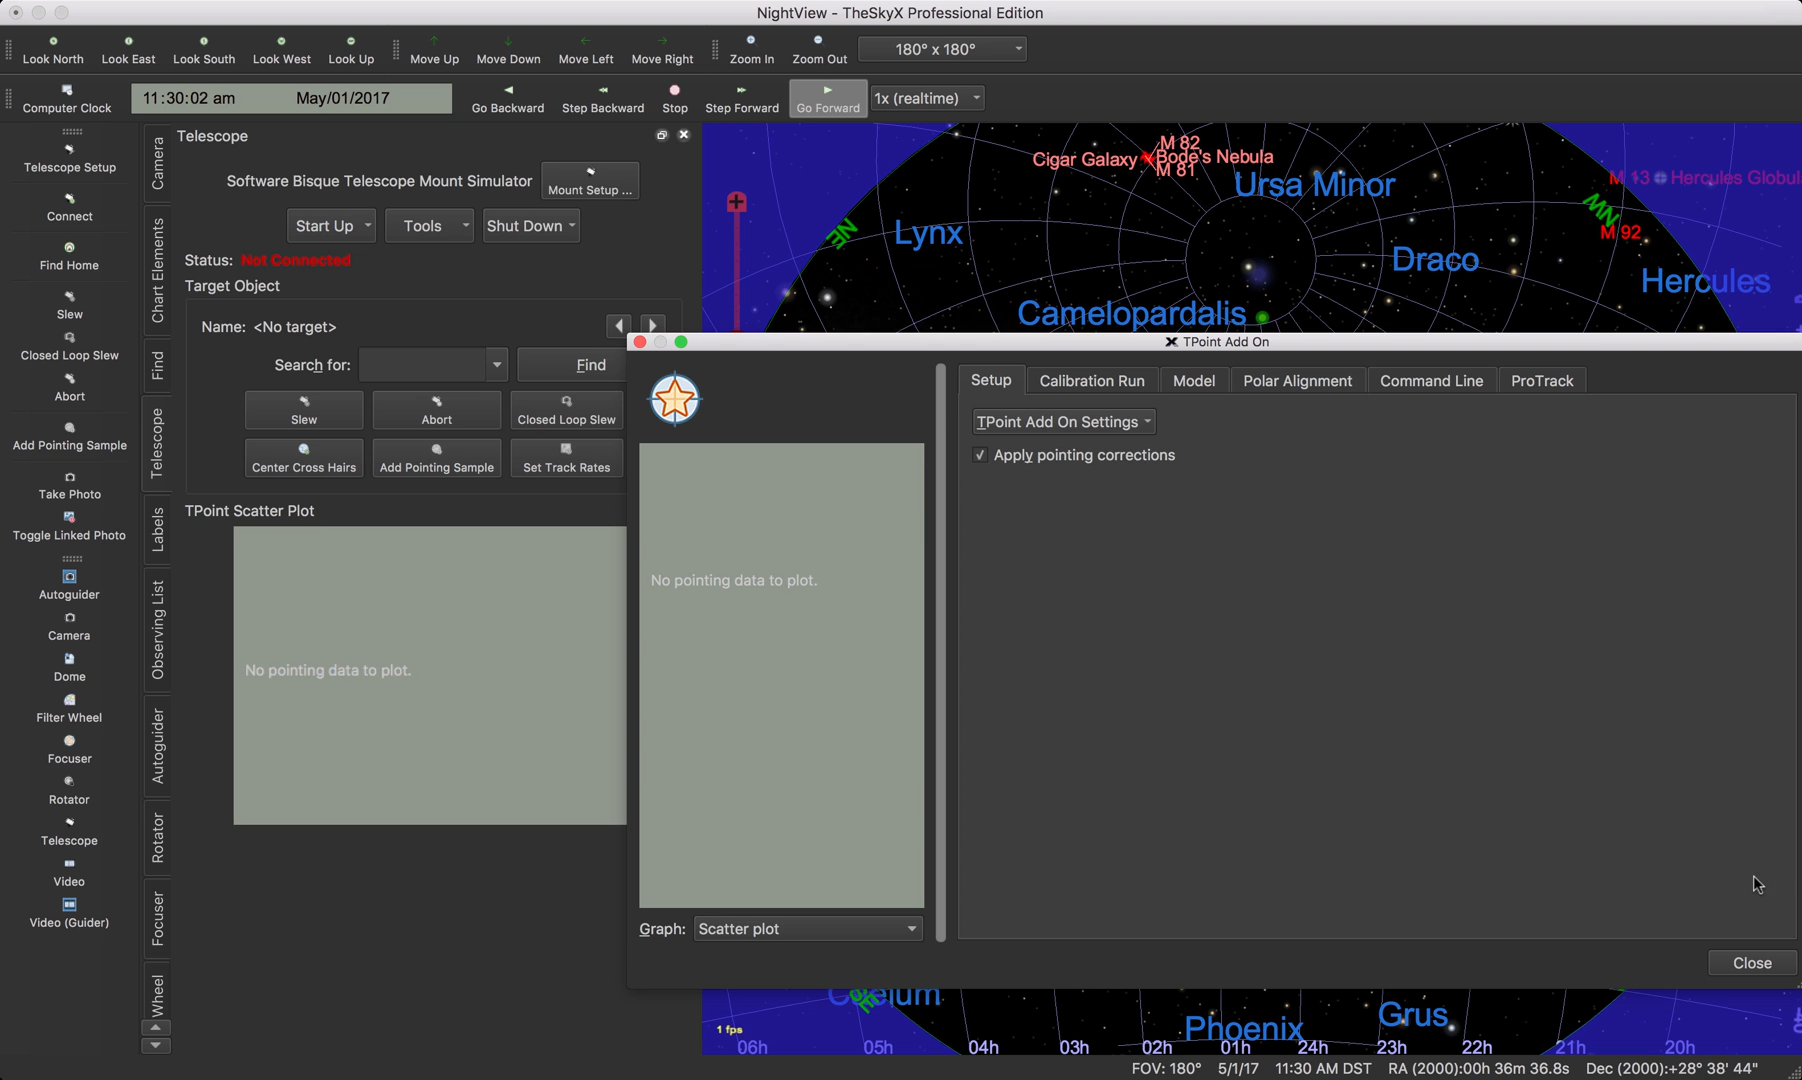 NightView - TheSkyX Professional Edition
Look North
Look East
Look South
Look West
Look Up
Move Up
Move Down
Move Left
Move Right
Zoom In
Zoom Out
180° x 180°
Computer Clock
11:30:02 am
May/01/2017
Go Backward
Step Backward
Stop
Step Forward
Go Forward
1x (realtime)
Telescope Setup
Connect
Find Home
Slew
Closed Loop Slew
Abort
Add Pointing Sample
Take Photo
Toggle Linked Photo
Autoguider
Camera
Dome
Filter Wheel
Focuser
Rotator
Telescope
Video
Video (Guider)
Camera
Chart Elements
Find
Telescope
Labels
Observing List
Autoguider
Rotator
Focuser
Wheel
Telescope
Software Bisque Telescope Mount Simulator
Mount Setup ...
Start Up
Tools
Shut Down
Status: Not Connected
Target Object
Name: <No target>
Search for:
Find
Slew
Abort
Closed Loop Slew
Center Cross Hairs
Add Pointing Sample
Set Track Rates
TPoint Scatter Plot
No pointing data to plot.
M 82
Cigar Galaxy
Bode's Nebula
M 81
Ursa Minor
M 13
Hercules Globul
NE
Lynx
NW
M 92
Draco
Hercules
Camelopardalis
TPoint Add On
No pointing data to plot.
Graph: Scatter plot
Setup
Calibration Run
Model
Polar Alignment
Command Line
ProTrack
TPoint Add On Settings
Apply pointing corrections
Close
1 fps
Phoenix
Grus
06h
05h
04h
03h
02h
01h
24h
23h
22h
21h
20h
FOV: 180°
5/1/17
11:30 AM DST
RA (2000):00h 36m 36.8s
Dec (2000):+28° 38' 44"